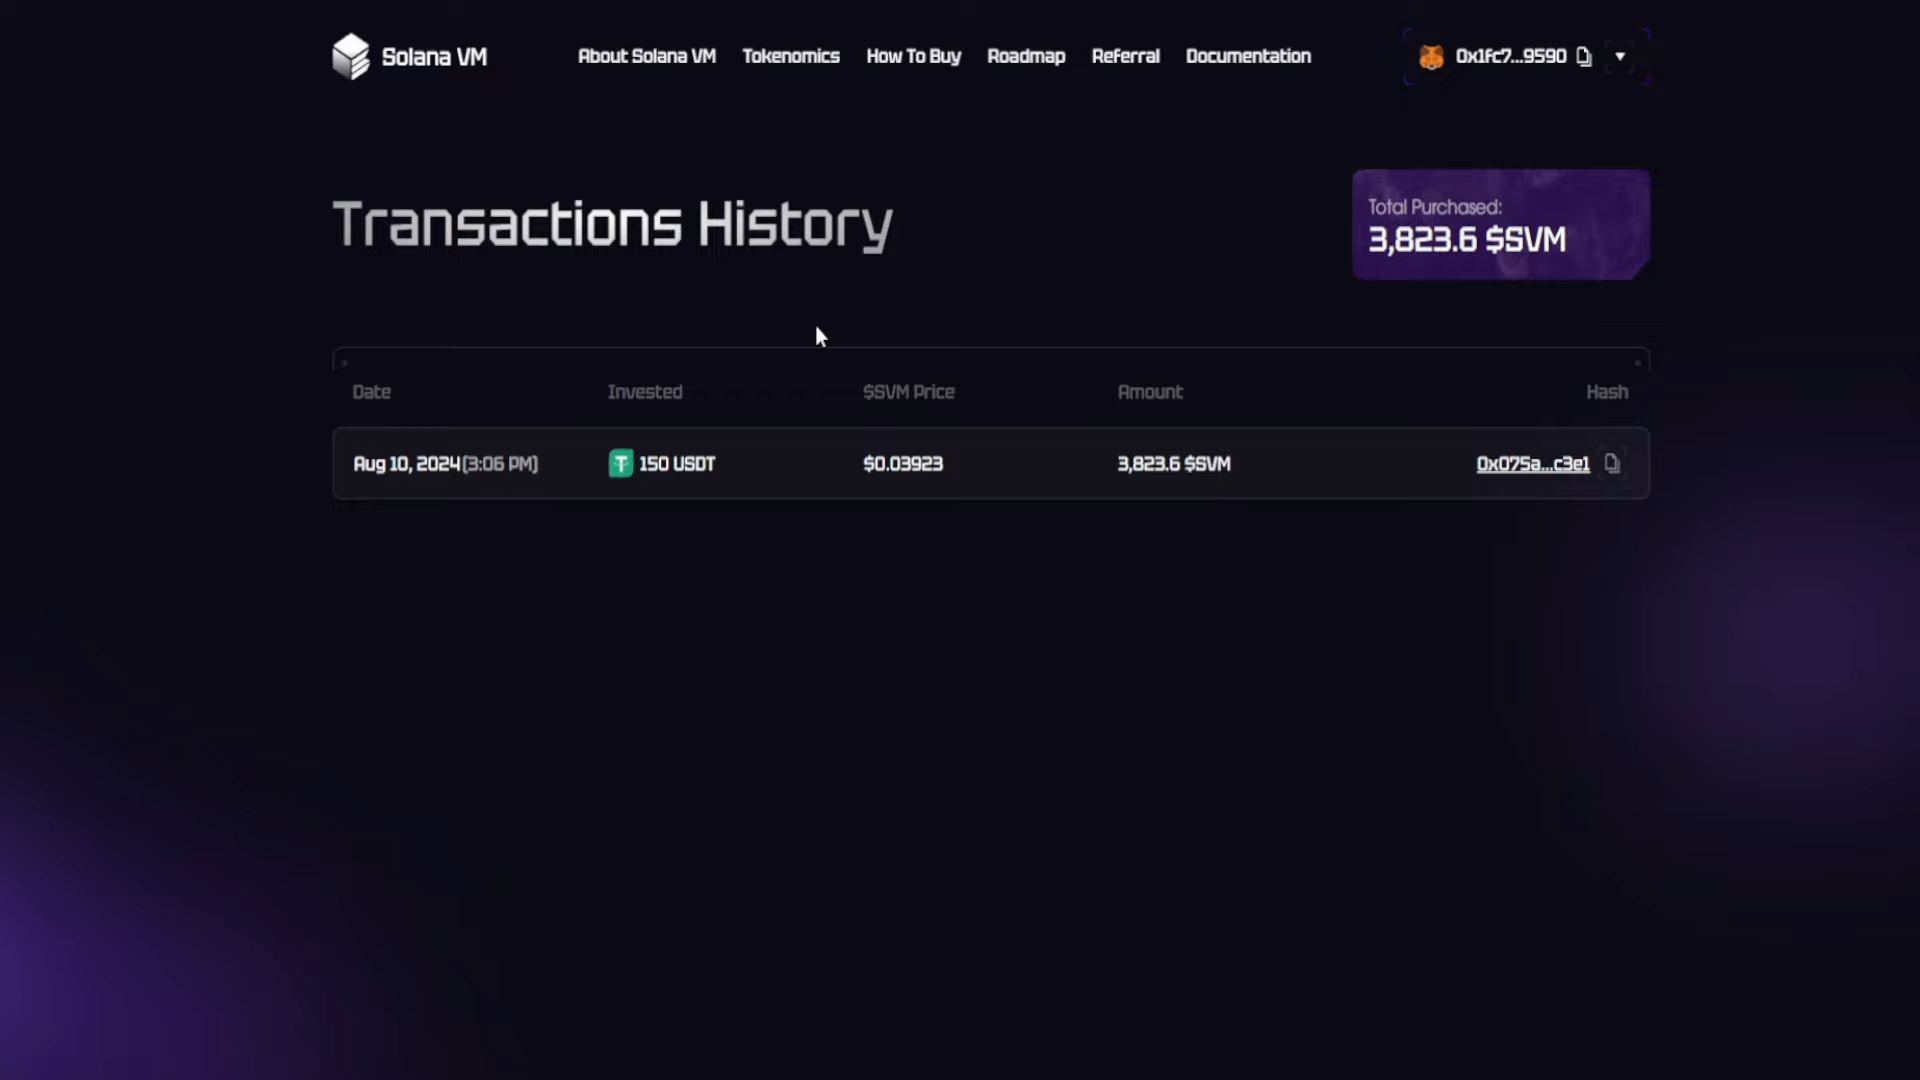 Solana VM
About Solana VM Tokenomics How To Buy Roadmap Referral Documentation
0x1fc7...9590
Transactions History
Total Purchased:
3,823.6 $SVM
Date Invested $SVM Price Amount Hash
Aug 10, 2024(3:06 PM) 150 USDT $0.03923 3,823.6 $SVM 0x075a...c3e1